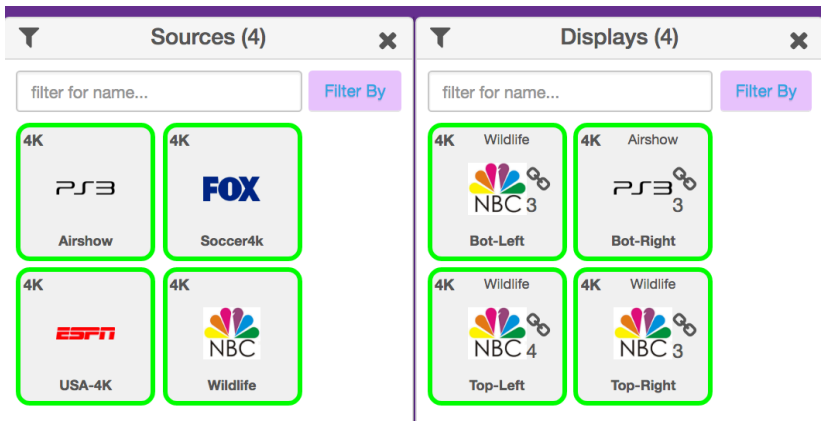 Sources (4)
filter for name...
Filter By
4K
PS3
Airshow
4K
FOX
Soccer4k
4K
ESPN
USA-4K
4K
NBC
Wildlife
Displays (4)
filter for name...
Filter By
4K Wildlife
NBC 3
Bot-Left
4K Airshow
PS3
3
Bot-Right
4K Wildlife
NBC 4
Top-Left
4K Wildlife
NBC 3
Top-Right